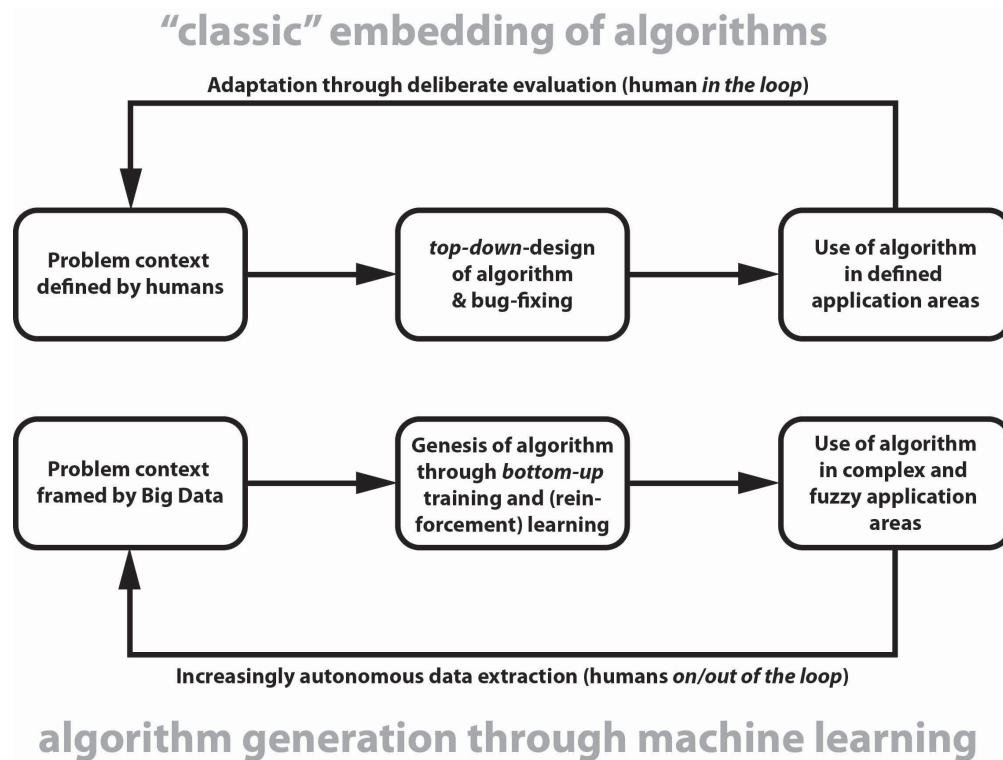 “classic” embedding of algorithms
Adaptation through deliberate evaluation (human in the loop)
Problem context
defined by humans
top-down-design
of algorithm
& bug-fixing
Use of algorithm
in defined
application areas
Problem context
framed by Big Data
Genesis of algorithm
through bottom-up
training and (rein-
forcement) learning
Use of algorithm
in complex and
fuzzy application
areas
Increasingly autonomous data extraction (humans on/out of the loop)
algorithm generation through machine learning